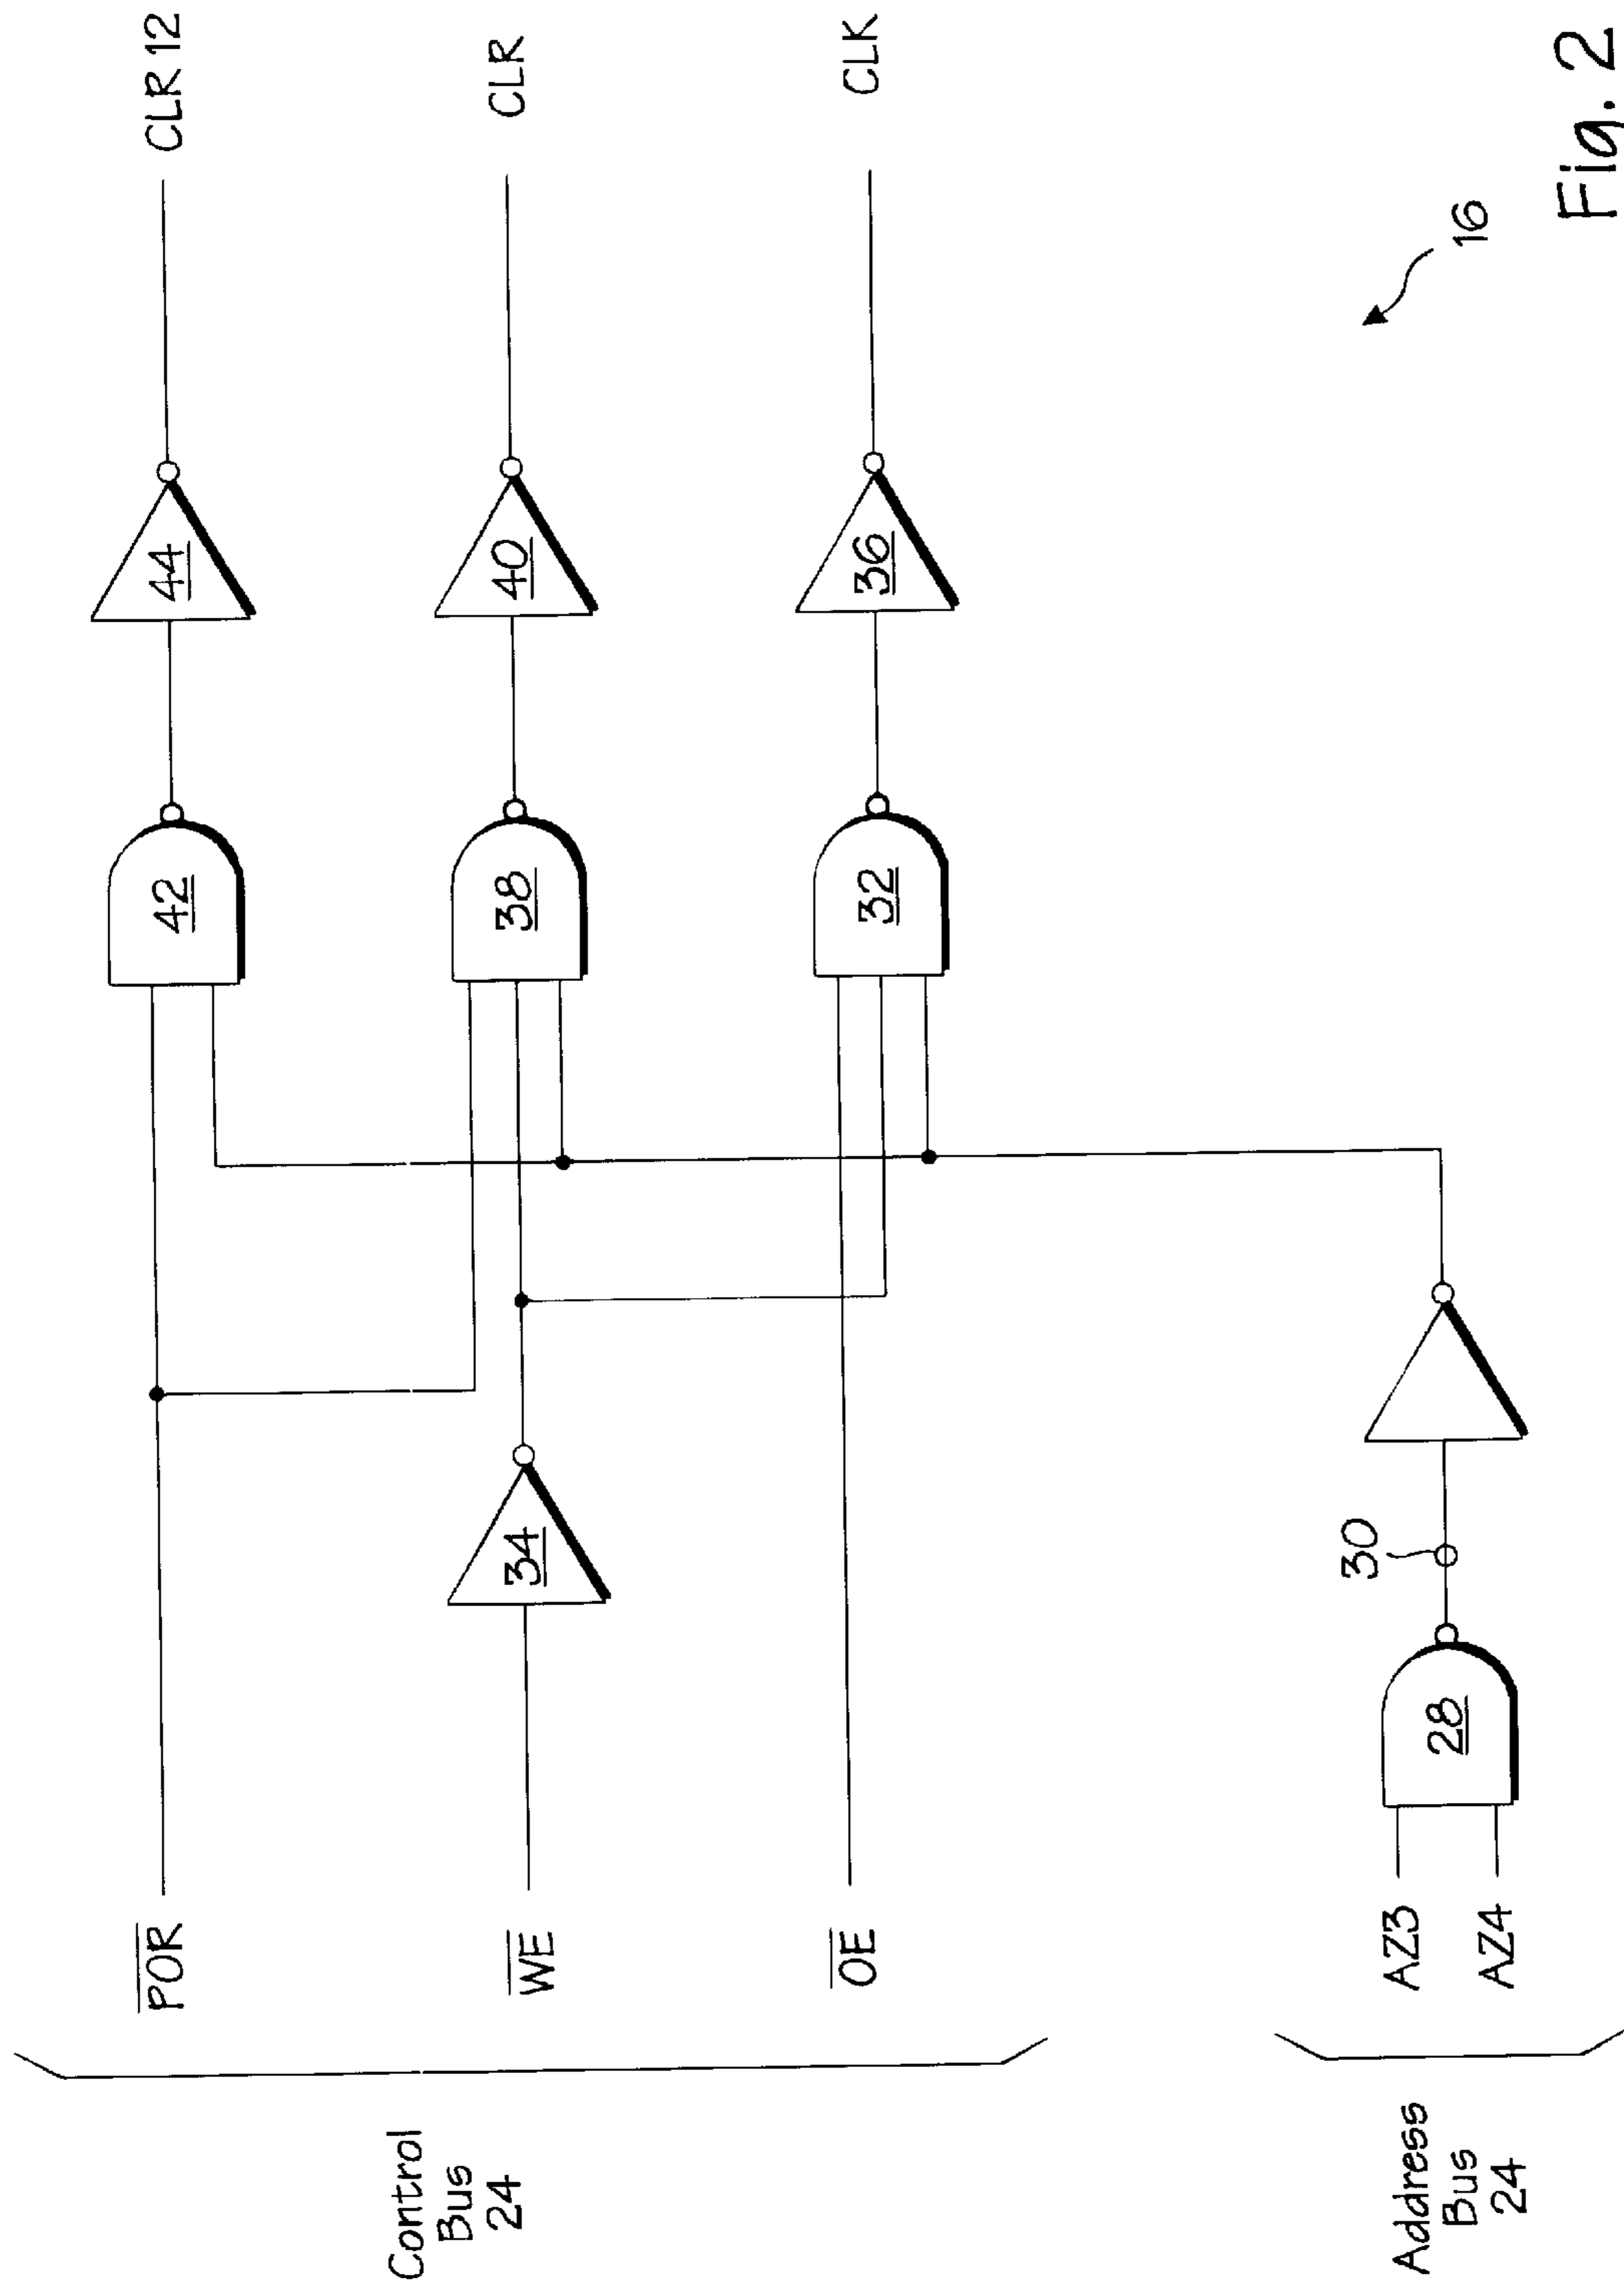 POR
42
44
CLR 12
WE
34
38
40
CLR
OE
32
36
CLK
Control
Bus
24
AZ3
AZ4
28
30
Address
Bus
24
16
Fig. 2